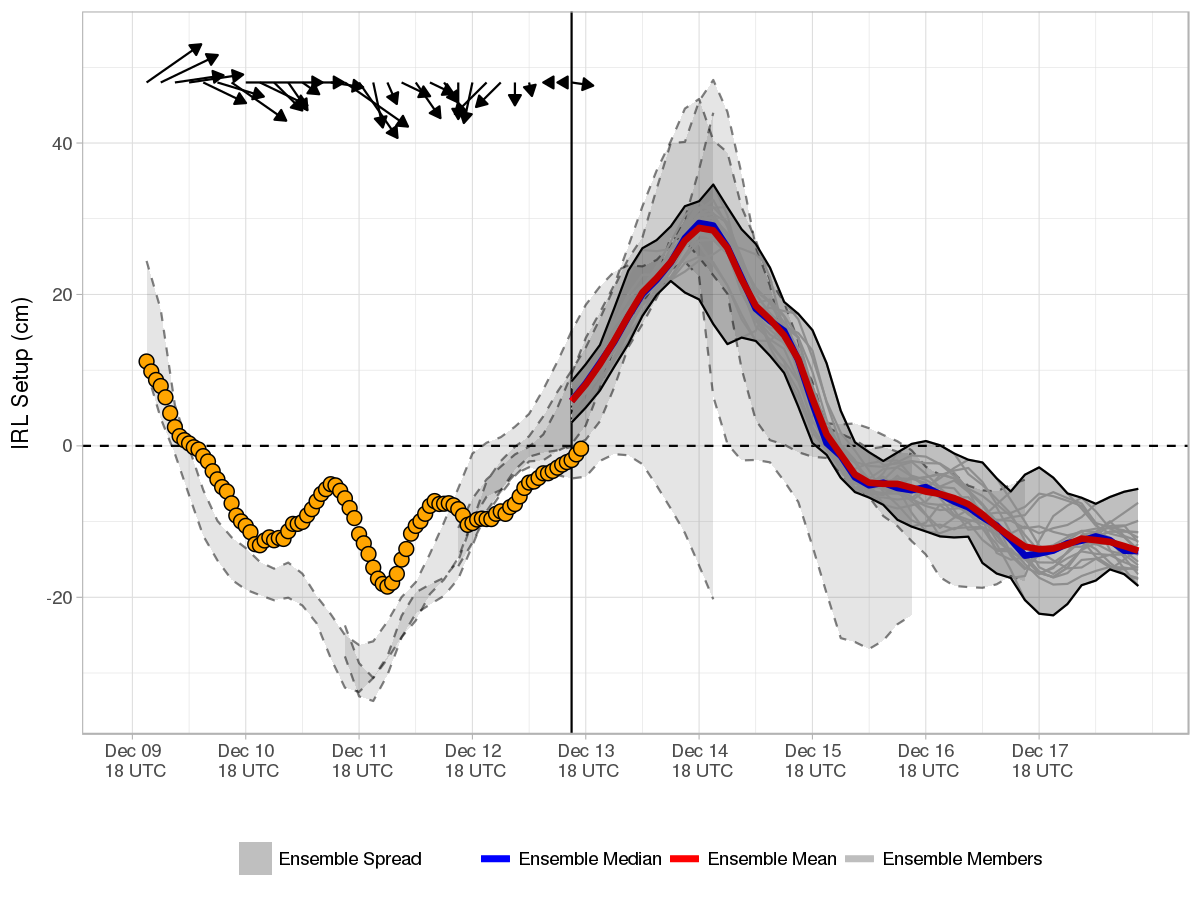 IRL Setup (cm)
40
20
0
-20
Dec 09 Dec 10 Dec 11 Dec 12 Dec 13 Dec 14 Dec 15 Dec 16 Dec 17
18 UTC 18 UTC 18 UTC 18 UTC 18 UTC 18 UTC 18 UTC 18 UTC 18 UTC
Ensemble Spread Ensemble Median Ensemble Mean Ensemble Members